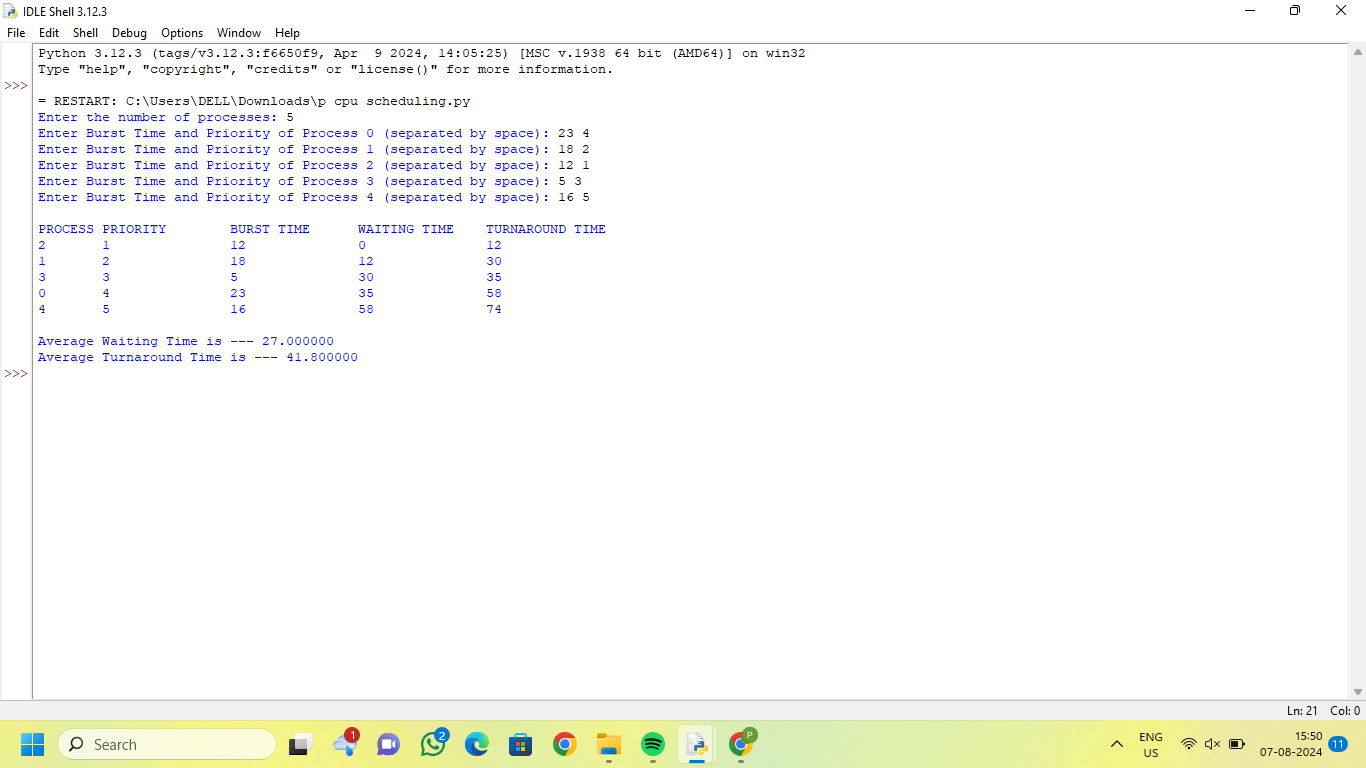 IDLE Shell 3.12.3
File Edit Shell Debug Options Window Help
Python 3.12.3 (tags/v3.12.3:f6650f9, Apr  9 2024, 14:05:25) [MSC v.1938 64 bit (AMD64)] on win32
Type "help", "copyright", "credits" or "license()" for more information.
>>>
= RESTART: C:\Users\DELL\Downloads\p cpu scheduling.py
Enter the number of processes: 5
Enter Burst Time and Priority of Process 0 (separated by space): 23 4
Enter Burst Time and Priority of Process 1 (separated by space): 18 2
Enter Burst Time and Priority of Process 2 (separated by space): 12 1
Enter Burst Time and Priority of Process 3 (separated by space): 5 3
Enter Burst Time and Priority of Process 4 (separated by space): 16 5
PROCESS PRIORITY BURST TIME WAITING TIME TURNAROUND TIME
2 1 12 0 12
1 2 18 12 30
3 3 5 30 35
0 4 23 35 58
4 5 16 58 74
Average Waiting Time is --- 27.000000
Average Turnaround Time is --- 41.800000
>>>
Ln: 21 Col: 0
Search 1 2 P ENG 15:50
US 07-08-2024 11